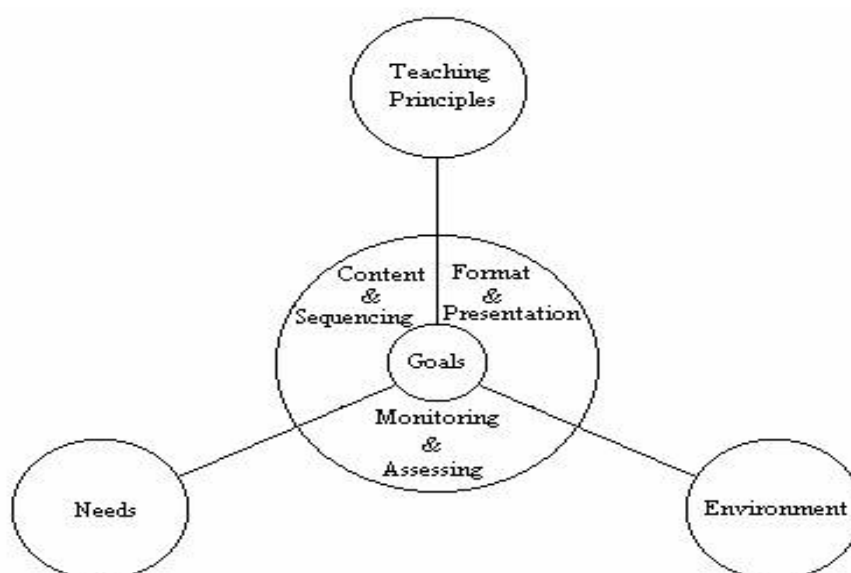 Teaching
Principles
Content
&
Sequencing
Format
&
Presentation
Goals
Monitoring
&
Assessing
Needs
Environment